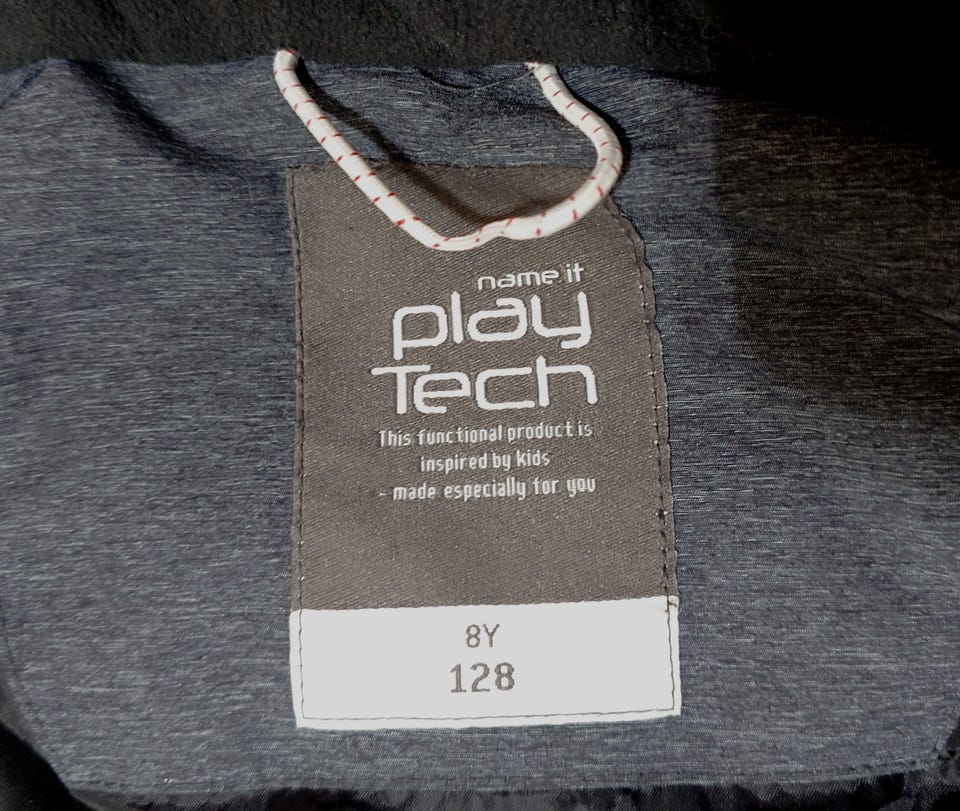 name it
play
Tech
This functional product is
inspired by kids
- made especially for you
8Y
128